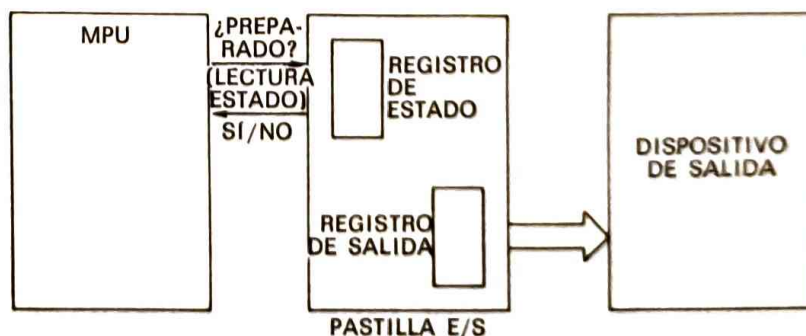 MPU
¿PREPA-
RADO?
(LECTURA
ESTADO)
SÍ/NO
REGISTRO
DE
ESTADO
REGISTRO
DE SALIDA
PASTILLA E/S
DISPOSITIVO
DE SALIDA